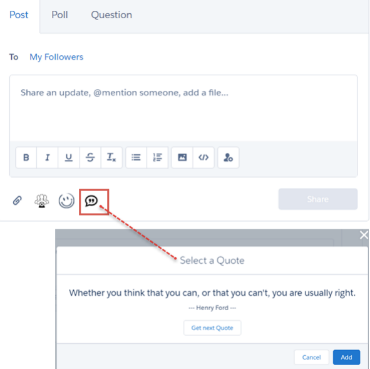 Post Poll Question
To My Followers
Share an update, @mention someone, add a file...
B I U S Tx
Share
Select a Quote
Whether you think that you can, or that you can't, you are usually right.
— Henry Ford —
Get next Quote
Cancel Add